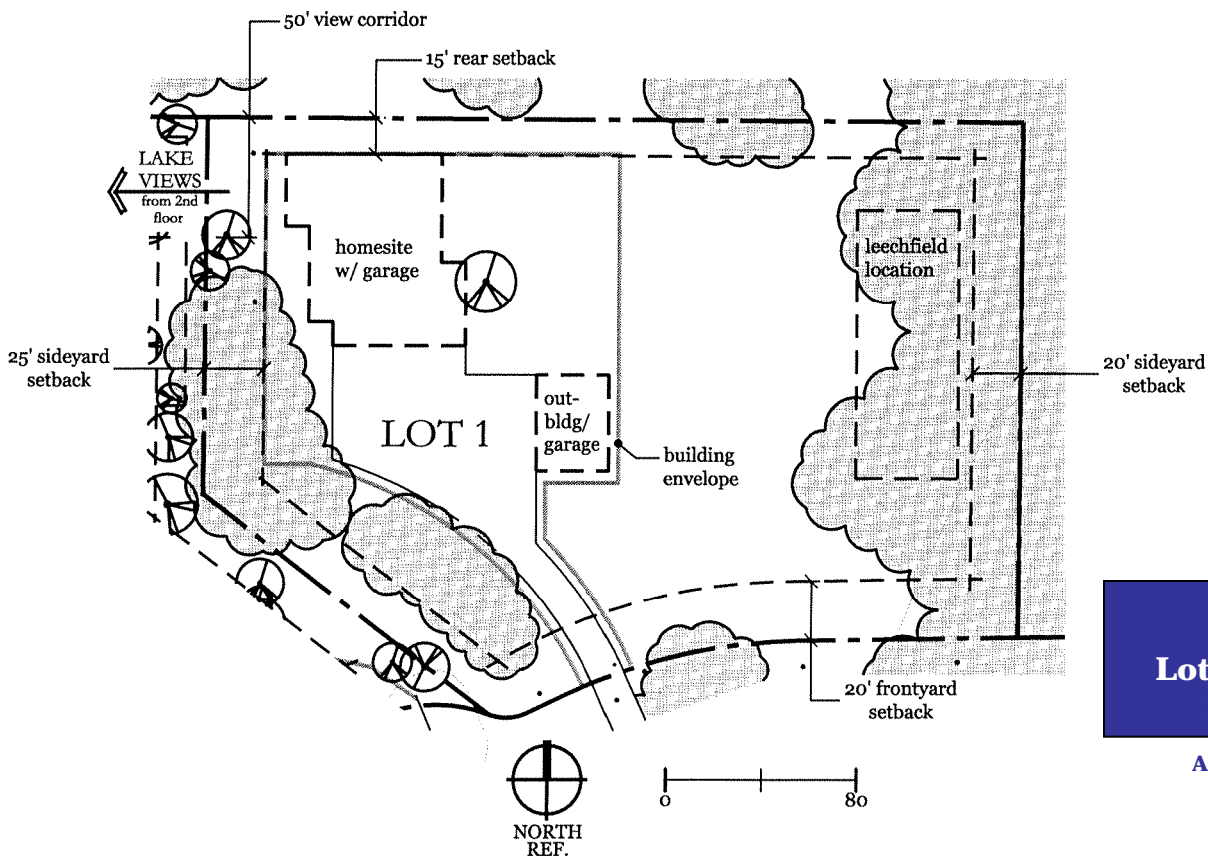 50' view corridor
15' rear setback
LAKE
VIEWS
from 2nd
floor
homesite
w/ garage
leechfield
location
25' sideyard
setback
20' sideyard
setback
out-
bldg/
garage
LOT 1
building
envelope
20' frontyard
setback
Lot
A
0 80
NORTH
REF.